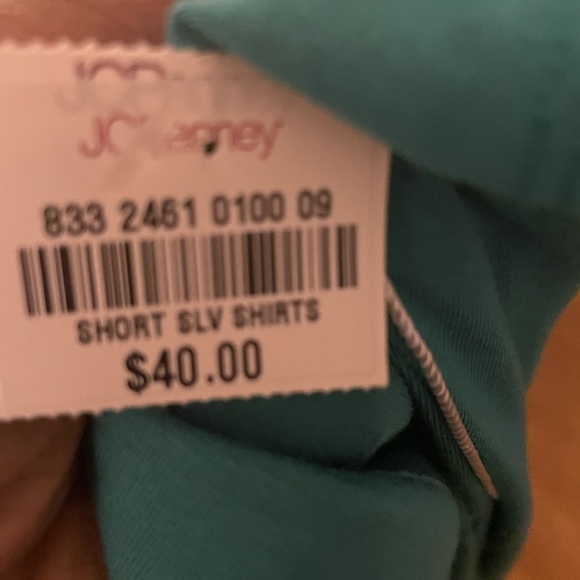 JCPenney
833 2461 0100 09
SHORT SLV SHIRTS
$40.00